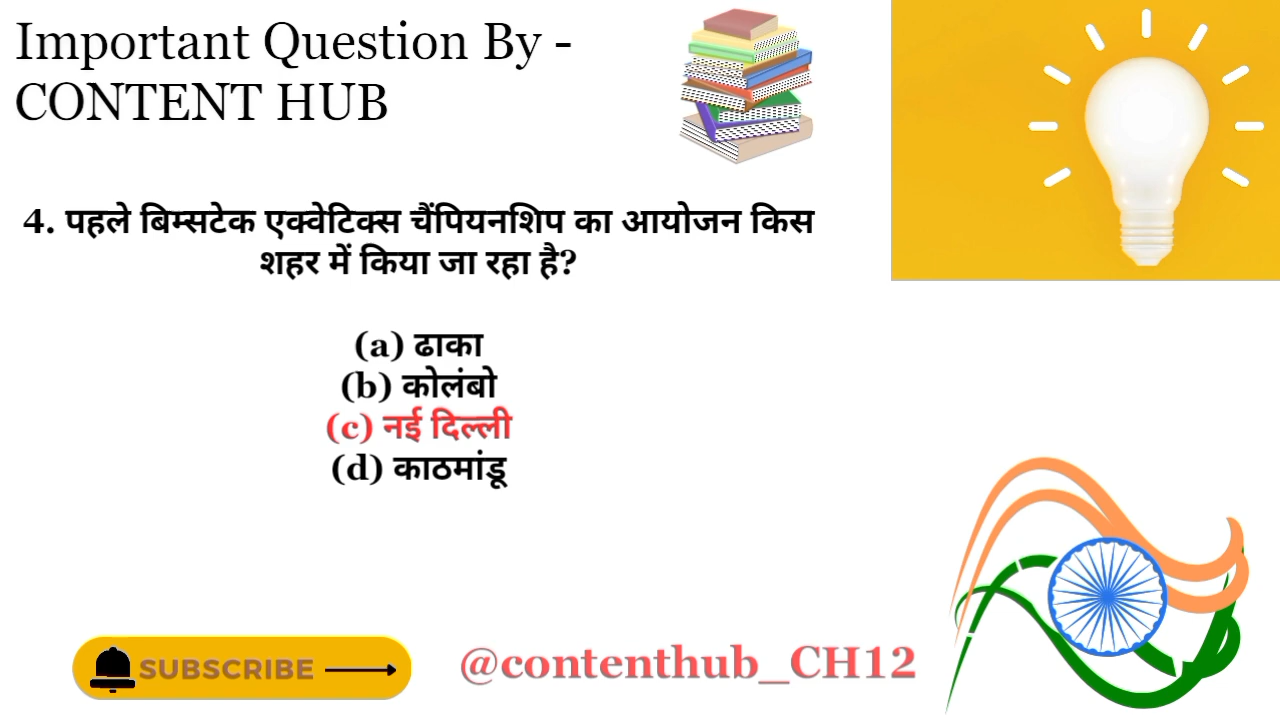 Important Question By -
CONTENT HUB
4. पहले बिम्सटेक एक्वेटिक्स चैंपियनशिप का आयोजन किस
शहर में किया जा रहा है?
(a) ढाका
(b) कोलंबो
(c) नई दिल्ली
(d) काठमांडू
SUBSCRIBE
@contenthub_CH12